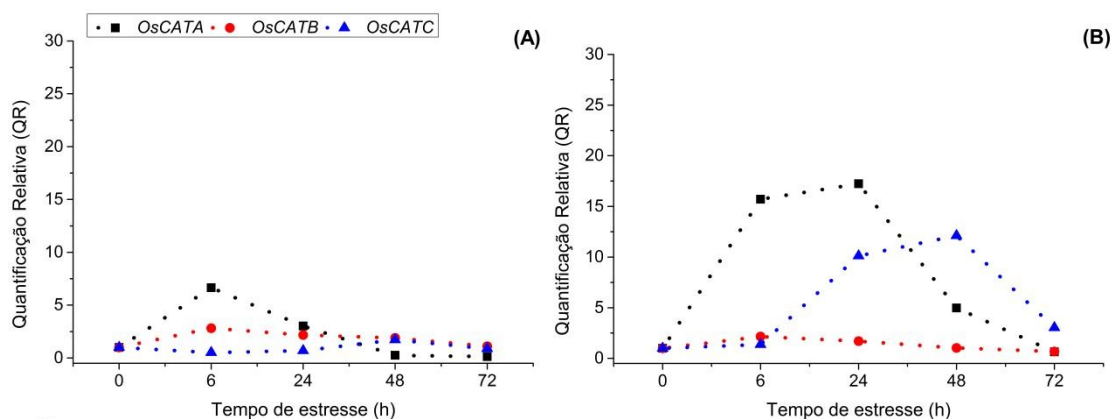 OsCATA OsCATB OsCATC
(A)
30
25
20
15
10
5
0
Quantificação Relativa (QR)
0 6 24 48 72
Tempo de estresse (h)
(B)
30
25
20
15
10
5
0
Quantificação Relativa (QR)
0 6 24 48 72
Tempo de estresse (h)